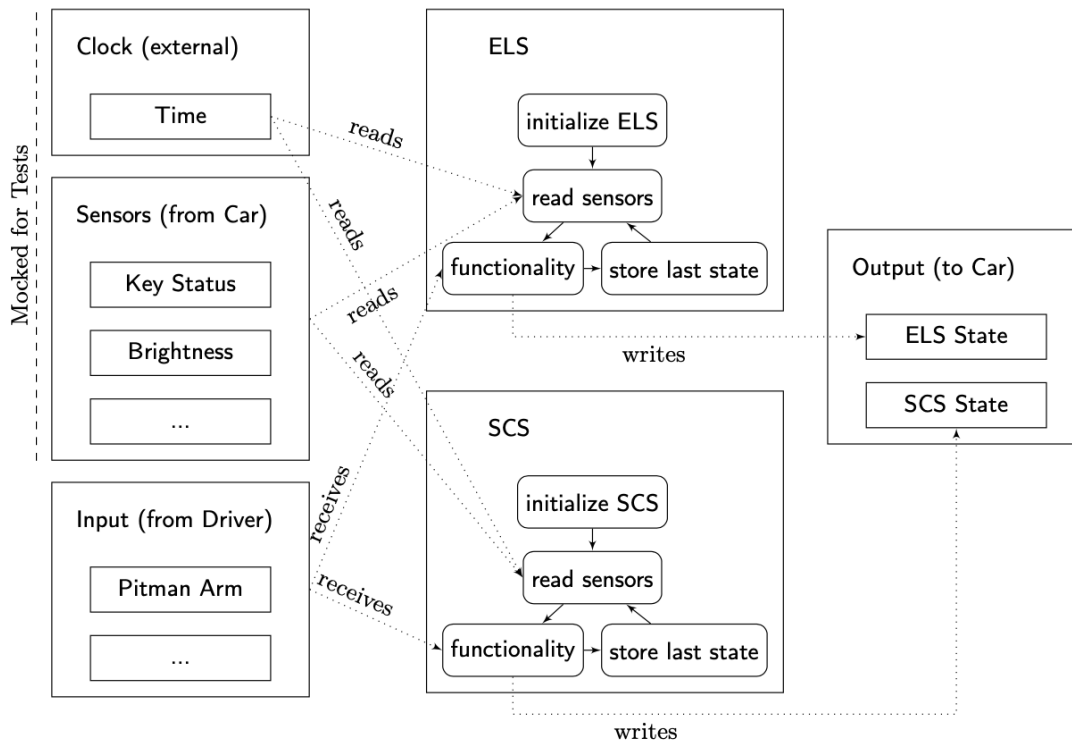 Mocked for Tests
Clock (external)
Time
Sensors (from Car)
Key Status
Brightness
...
Input (from Driver)
Pitman Arm
...
reads
reads
reads
reads
receives
receives
ELS
initialize ELS
read sensors
functionality
store last state
writes
SCS
initialize SCS
read sensors
functionality
store last state
writes
Output (to Car)
ELS State
SCS State